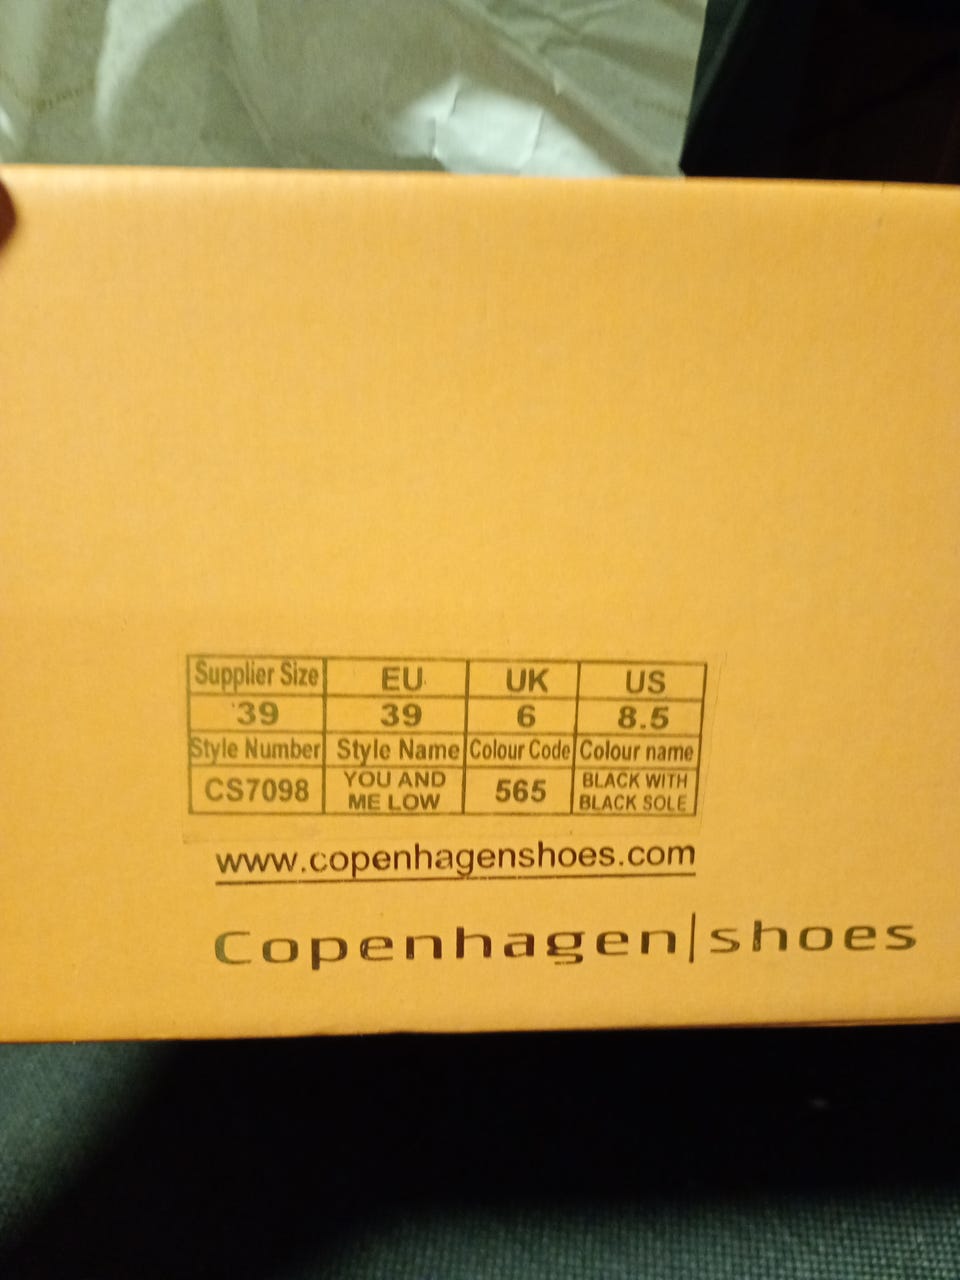 Supplier Size EU UK US
39 39 6 8.5
Style Number Style Name Colour Code Colour name
CS7098 YOU AND ME LOW 565 BLACK WITH BLACK SOLE
www.copenhagenshoes.com
Copenhagen|shoes